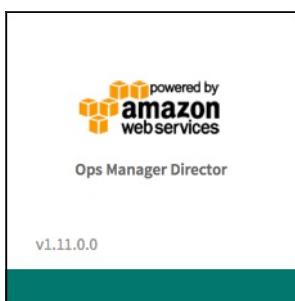 powered by
amazon
web services
Ops Manager Director
v1.11.0.0